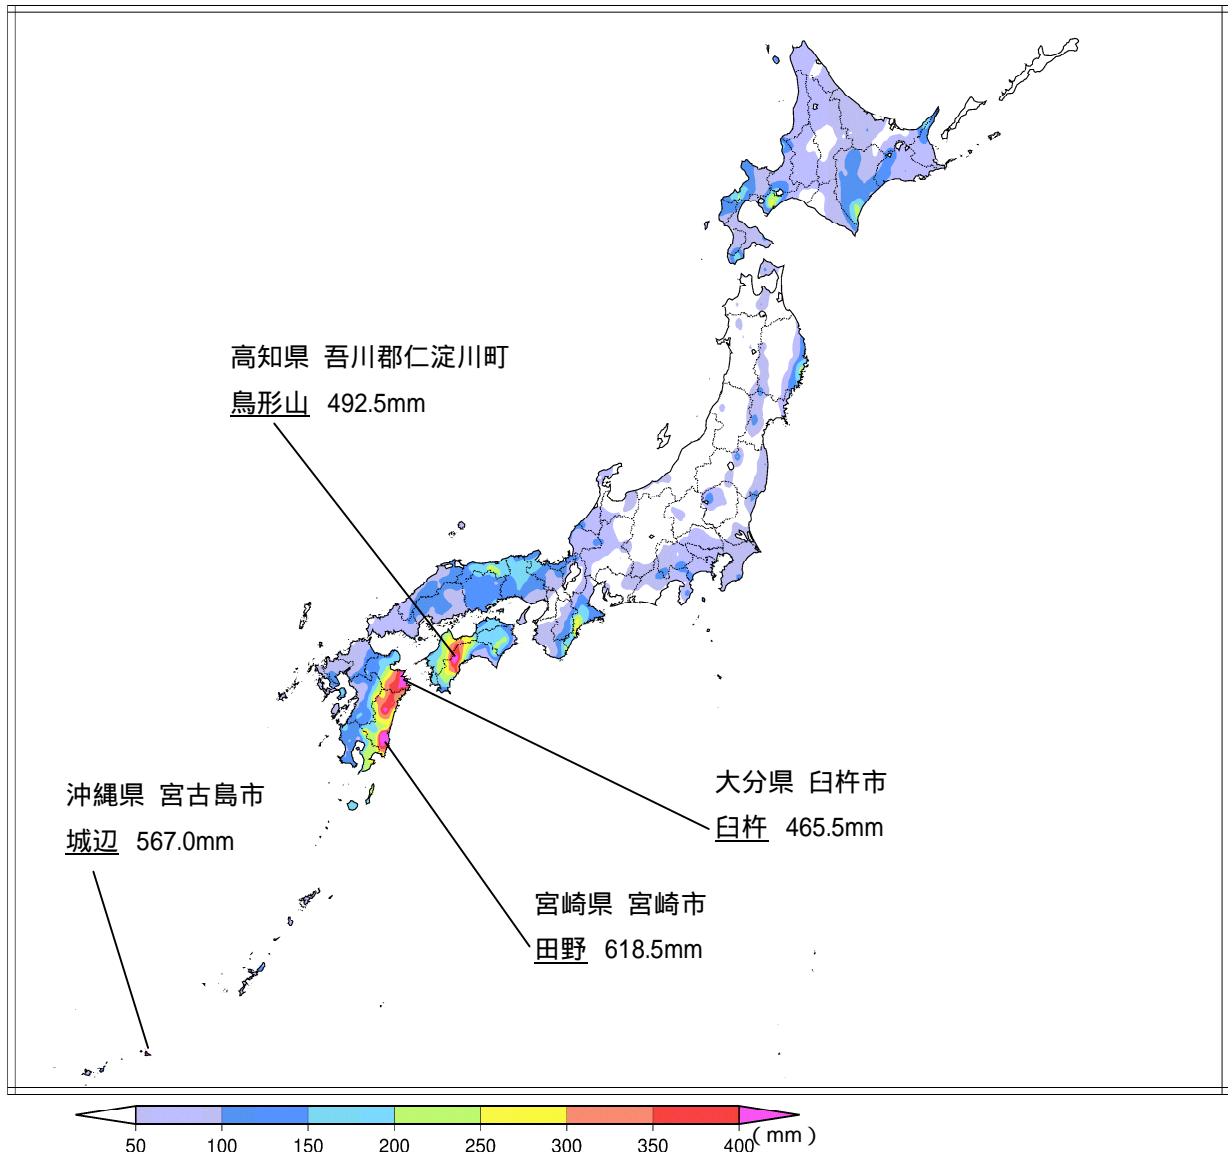 高知県 吾川郡仁淀川町
鳥形山 492.5mm
大分県 臼杵市
臼杵 465.5mm
沖縄県 宮古島市
城辺 567.0mm
宮崎県 宮崎市
田野 618.5mm
50 100 150 200 250 300 350 400 (mm)